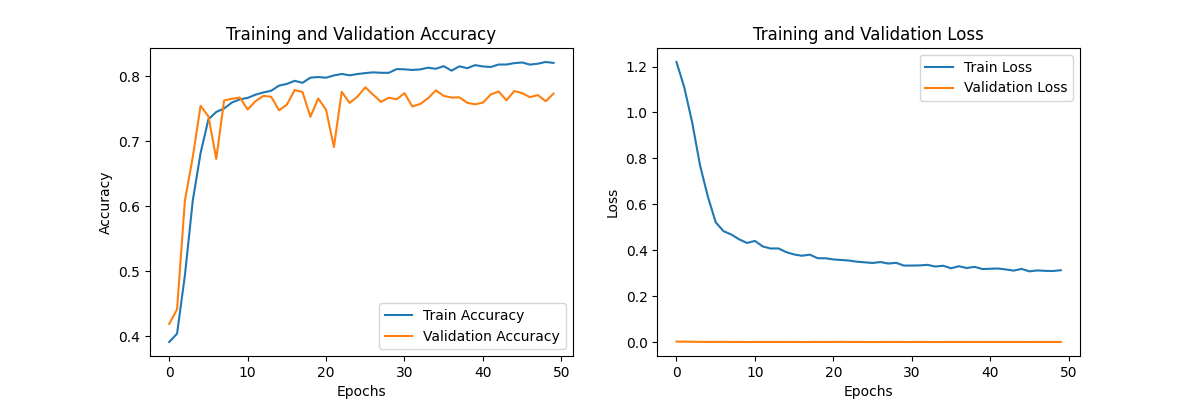 Training and Validation Accuracy
Accuracy
0.8
0.7
0.6
0.5
0.4
Train Accuracy
Validation Accuracy
0
10
20
30
40
50
Epochs
Training and Validation Loss
Loss
1.2
1.0
0.8
0.6
0.4
0.2
0.0
Train Loss
Validation Loss
0
10
20
30
40
50
Epochs